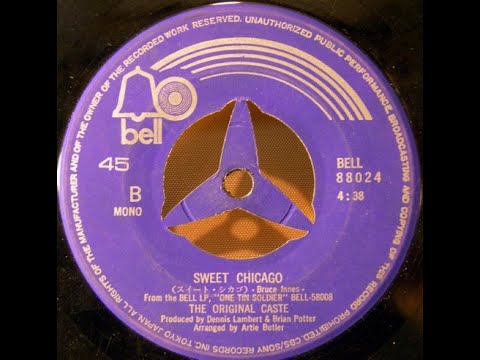 OF THE MANUFACTURER AND OF THE OWNER OF THE RECORDED WORK RESERVED. UNAUTHORIZED PUBLIC PERFORMANCE, BROADCASTING AND COPYING OF THIS RECORD PROHIBITED. CBS/SONY RECORDS INC. TOKYO JAPAN. ALL RIGHTS
bell
45
B
MONO
BELL
88024
4:38
SWEET CHICAGO
(スイート・シカゴ) - Bruce Innes -
From the BELL LP, "ONE TIN SOLDIER" BELL-58008
THE ORIGINAL CASTE
Produced by Dennis Lambert & Brian Potter
Arranged by Artie Butler